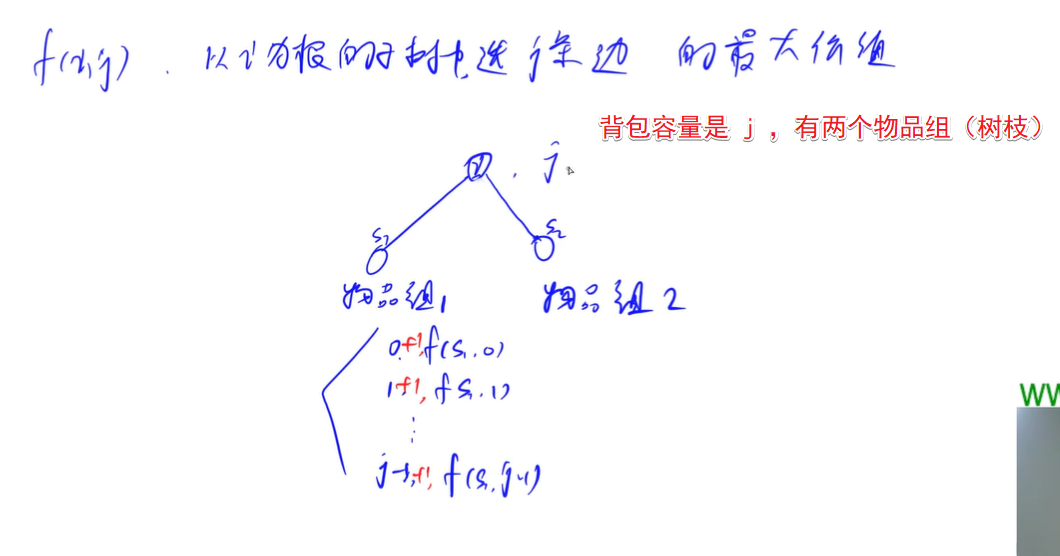 f(i,j). 以i为根的子树中选j条边 的最大价值
背包容量是 j ，有两个物品组（树枝）
i . j
S1 S2
物品组1 物品组2
0+1, f(S1, 0)
1+1, f(S1, 1)
⋮
j-1+1, f(S1, j-1)
W